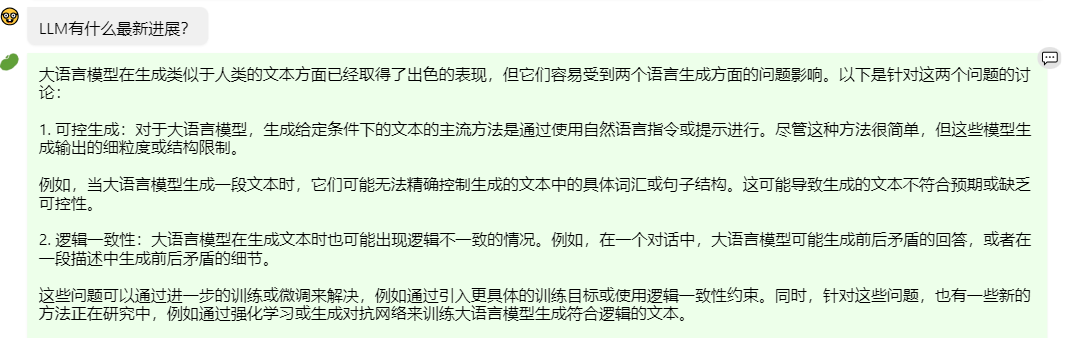 LLM有什么最新进展?
大语言模型在生成类似于人类的文本方面已经取得了出色的表现，但它们容易受到两个语言生成方面的问题影响。以下是针对这两个问题的讨
论：
1. 可控生成：对于大语言模型，生成给定条件下的文本的主流方法是通过使用自然语言指令或提示进行。尽管这种方法很简单，但这些模型生
成输出的细粒度或结构限制。
例如，当大语言模型生成一段文本时，它们可能无法精确控制生成的文本中的具体词汇或句子结构。这可能导致生成的文本不符合预期或缺乏
可控性。
2. 逻辑一致性：大语言模型在生成文本时也可能出现逻辑不一致的情况。例如，在一个对话中，大语言模型可能生成前后矛盾的回答，或者在
一段描述中生成前后矛盾的细节。
这些问题可以通过进一步的训练或微调来解决，例如通过引入更具体的训练目标或使用逻辑一致性约束。同时，针对这些问题，也有一些新的
方法正在研究中，例如通过强化学习或生成对抗网络来训练大语言模型生成符合逻辑的文本。